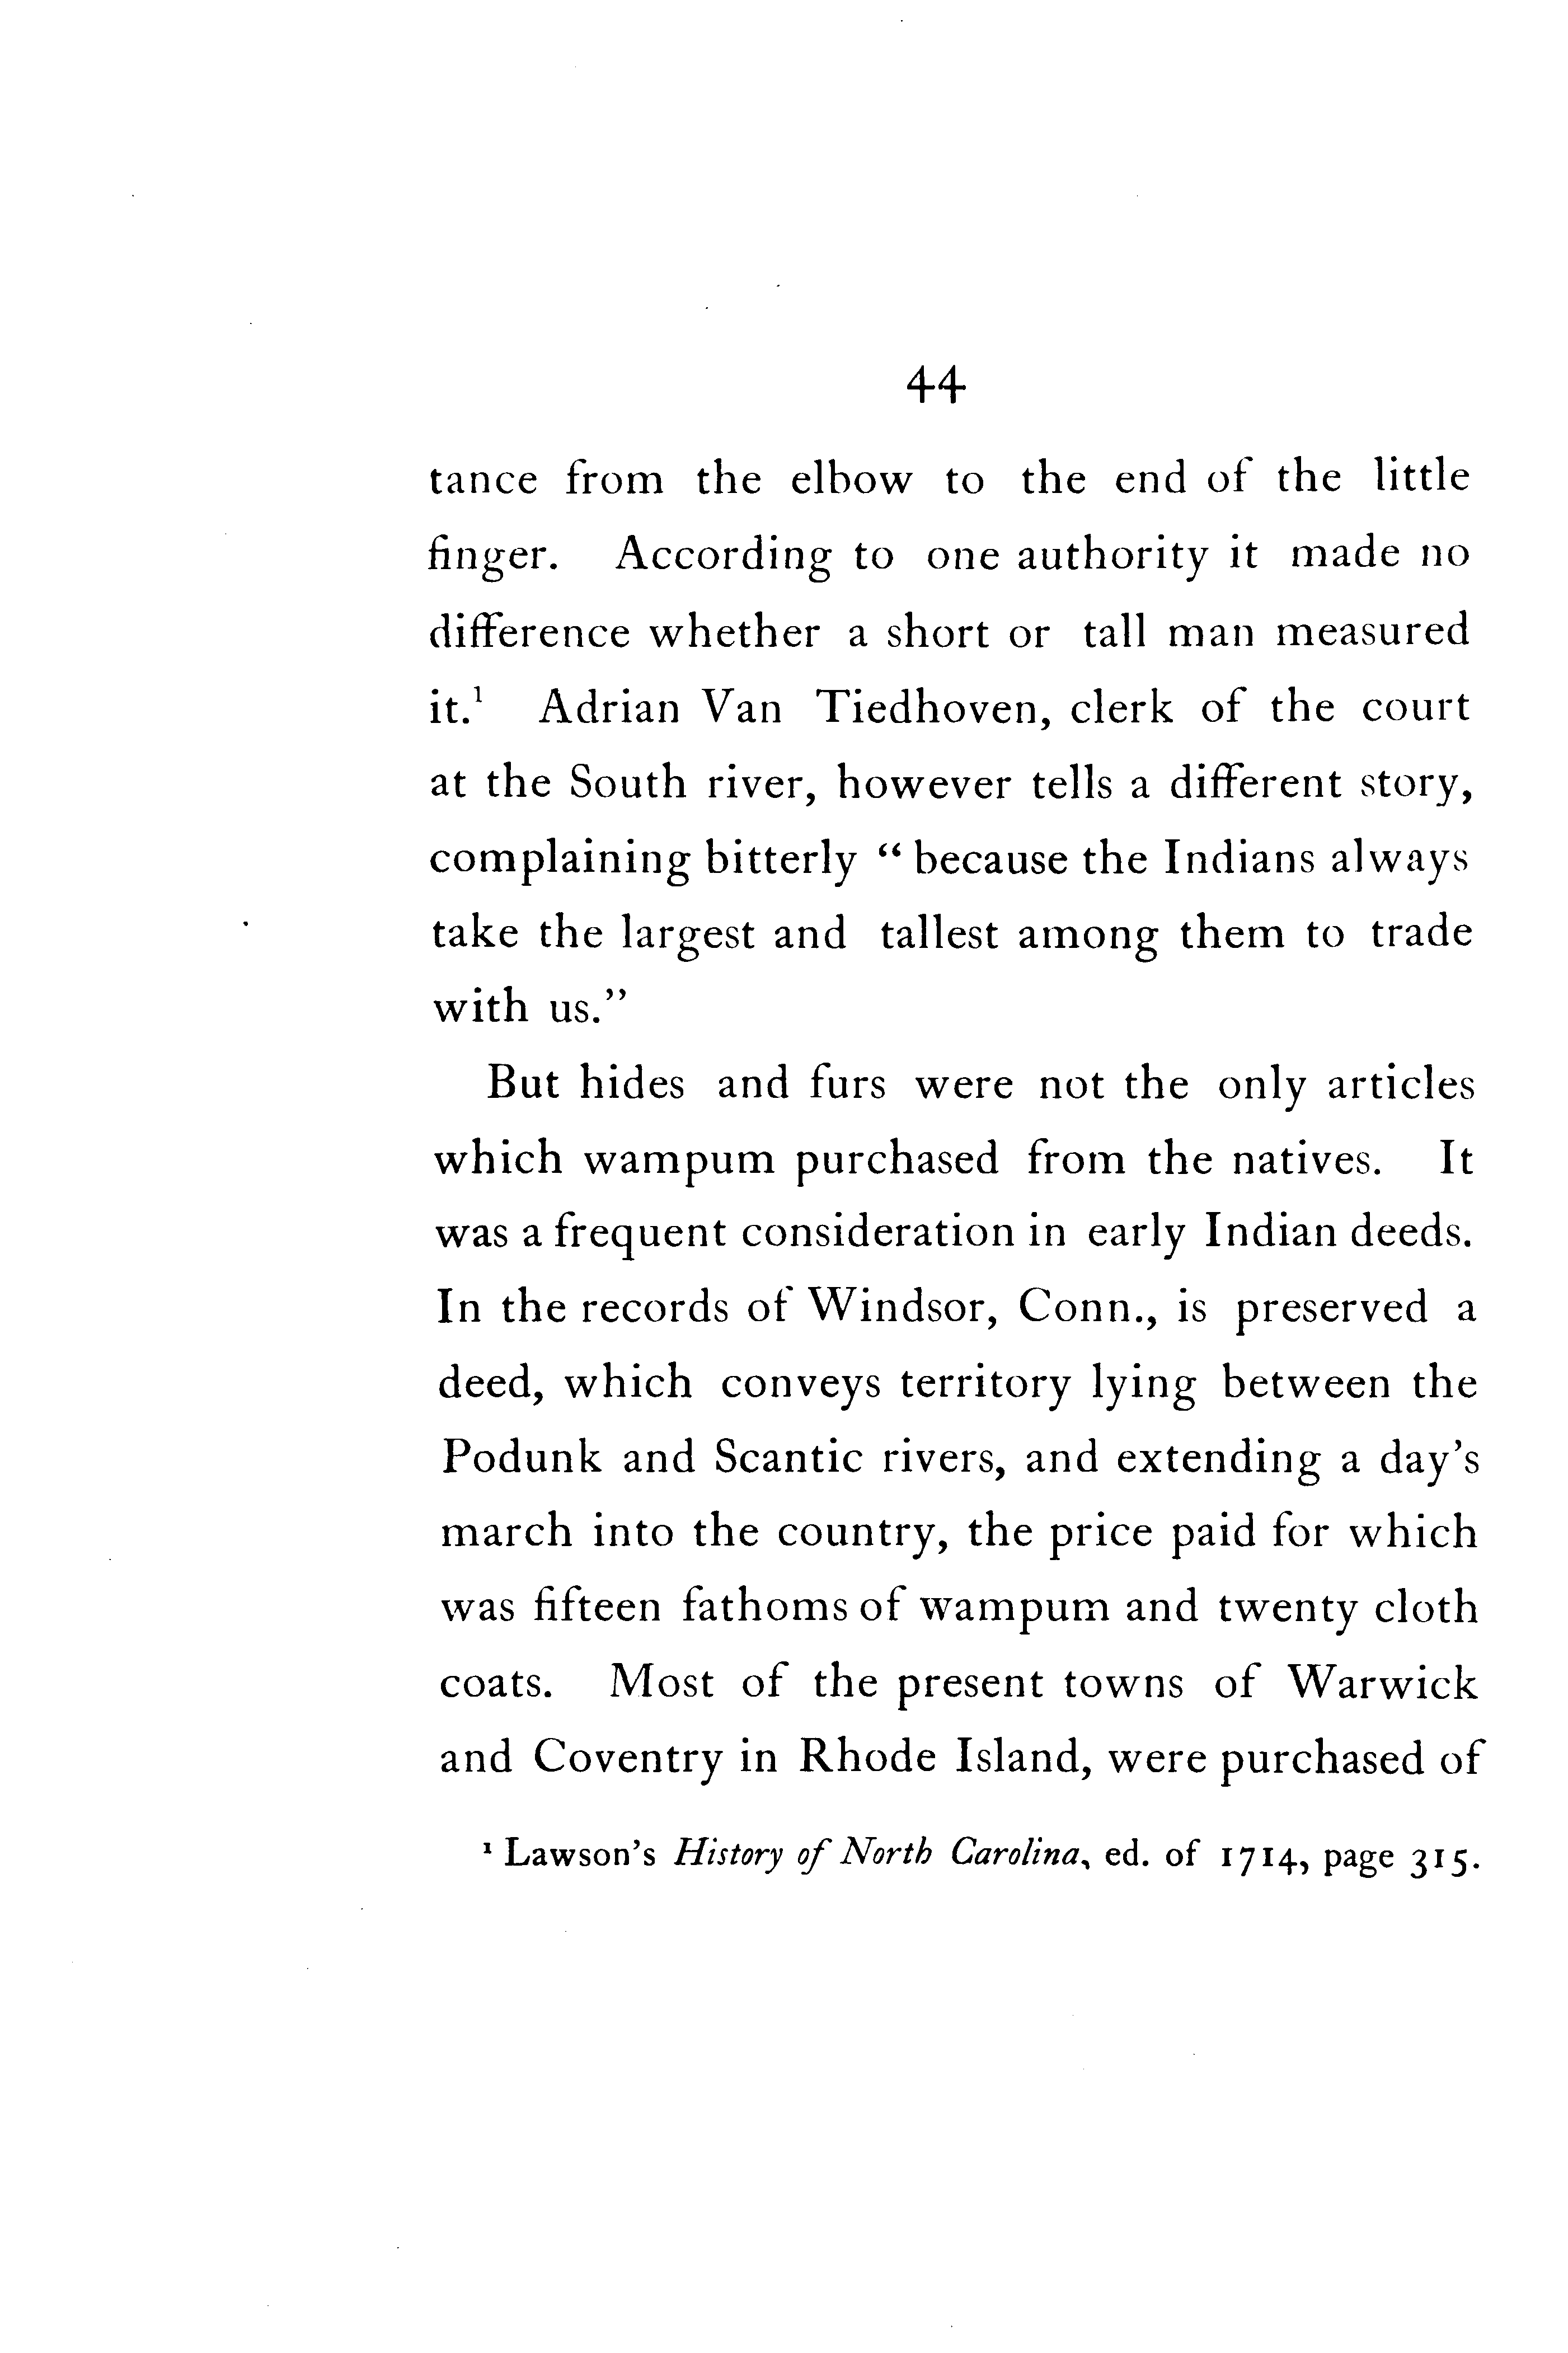 44
tance from the elbow to the end of the little
finger. According to one authority it made no
difference whether a short or tall man measured
it.¹ Adrian Van Tiedhoven, clerk of the court
at the South river, however tells a different story,
complaining bitterly “ because the Indians always
take the largest and tallest among them to trade
with us.”
But hides and furs were not the only articles
which wampum purchased from the natives. It
was a frequent consideration in early Indian deeds.
In the records of Windsor, Conn., is preserved a
deed, which conveys territory lying between the
Podunk and Scantic rivers, and extending a day's
march into the country, the price paid for which
was fifteen fathoms of wampum and twenty cloth
coats. Most of the present towns of Warwick
and Coventry in Rhode Island, were purchased of
¹ Lawson's History of North Carolina, ed. of 1714, page 315.